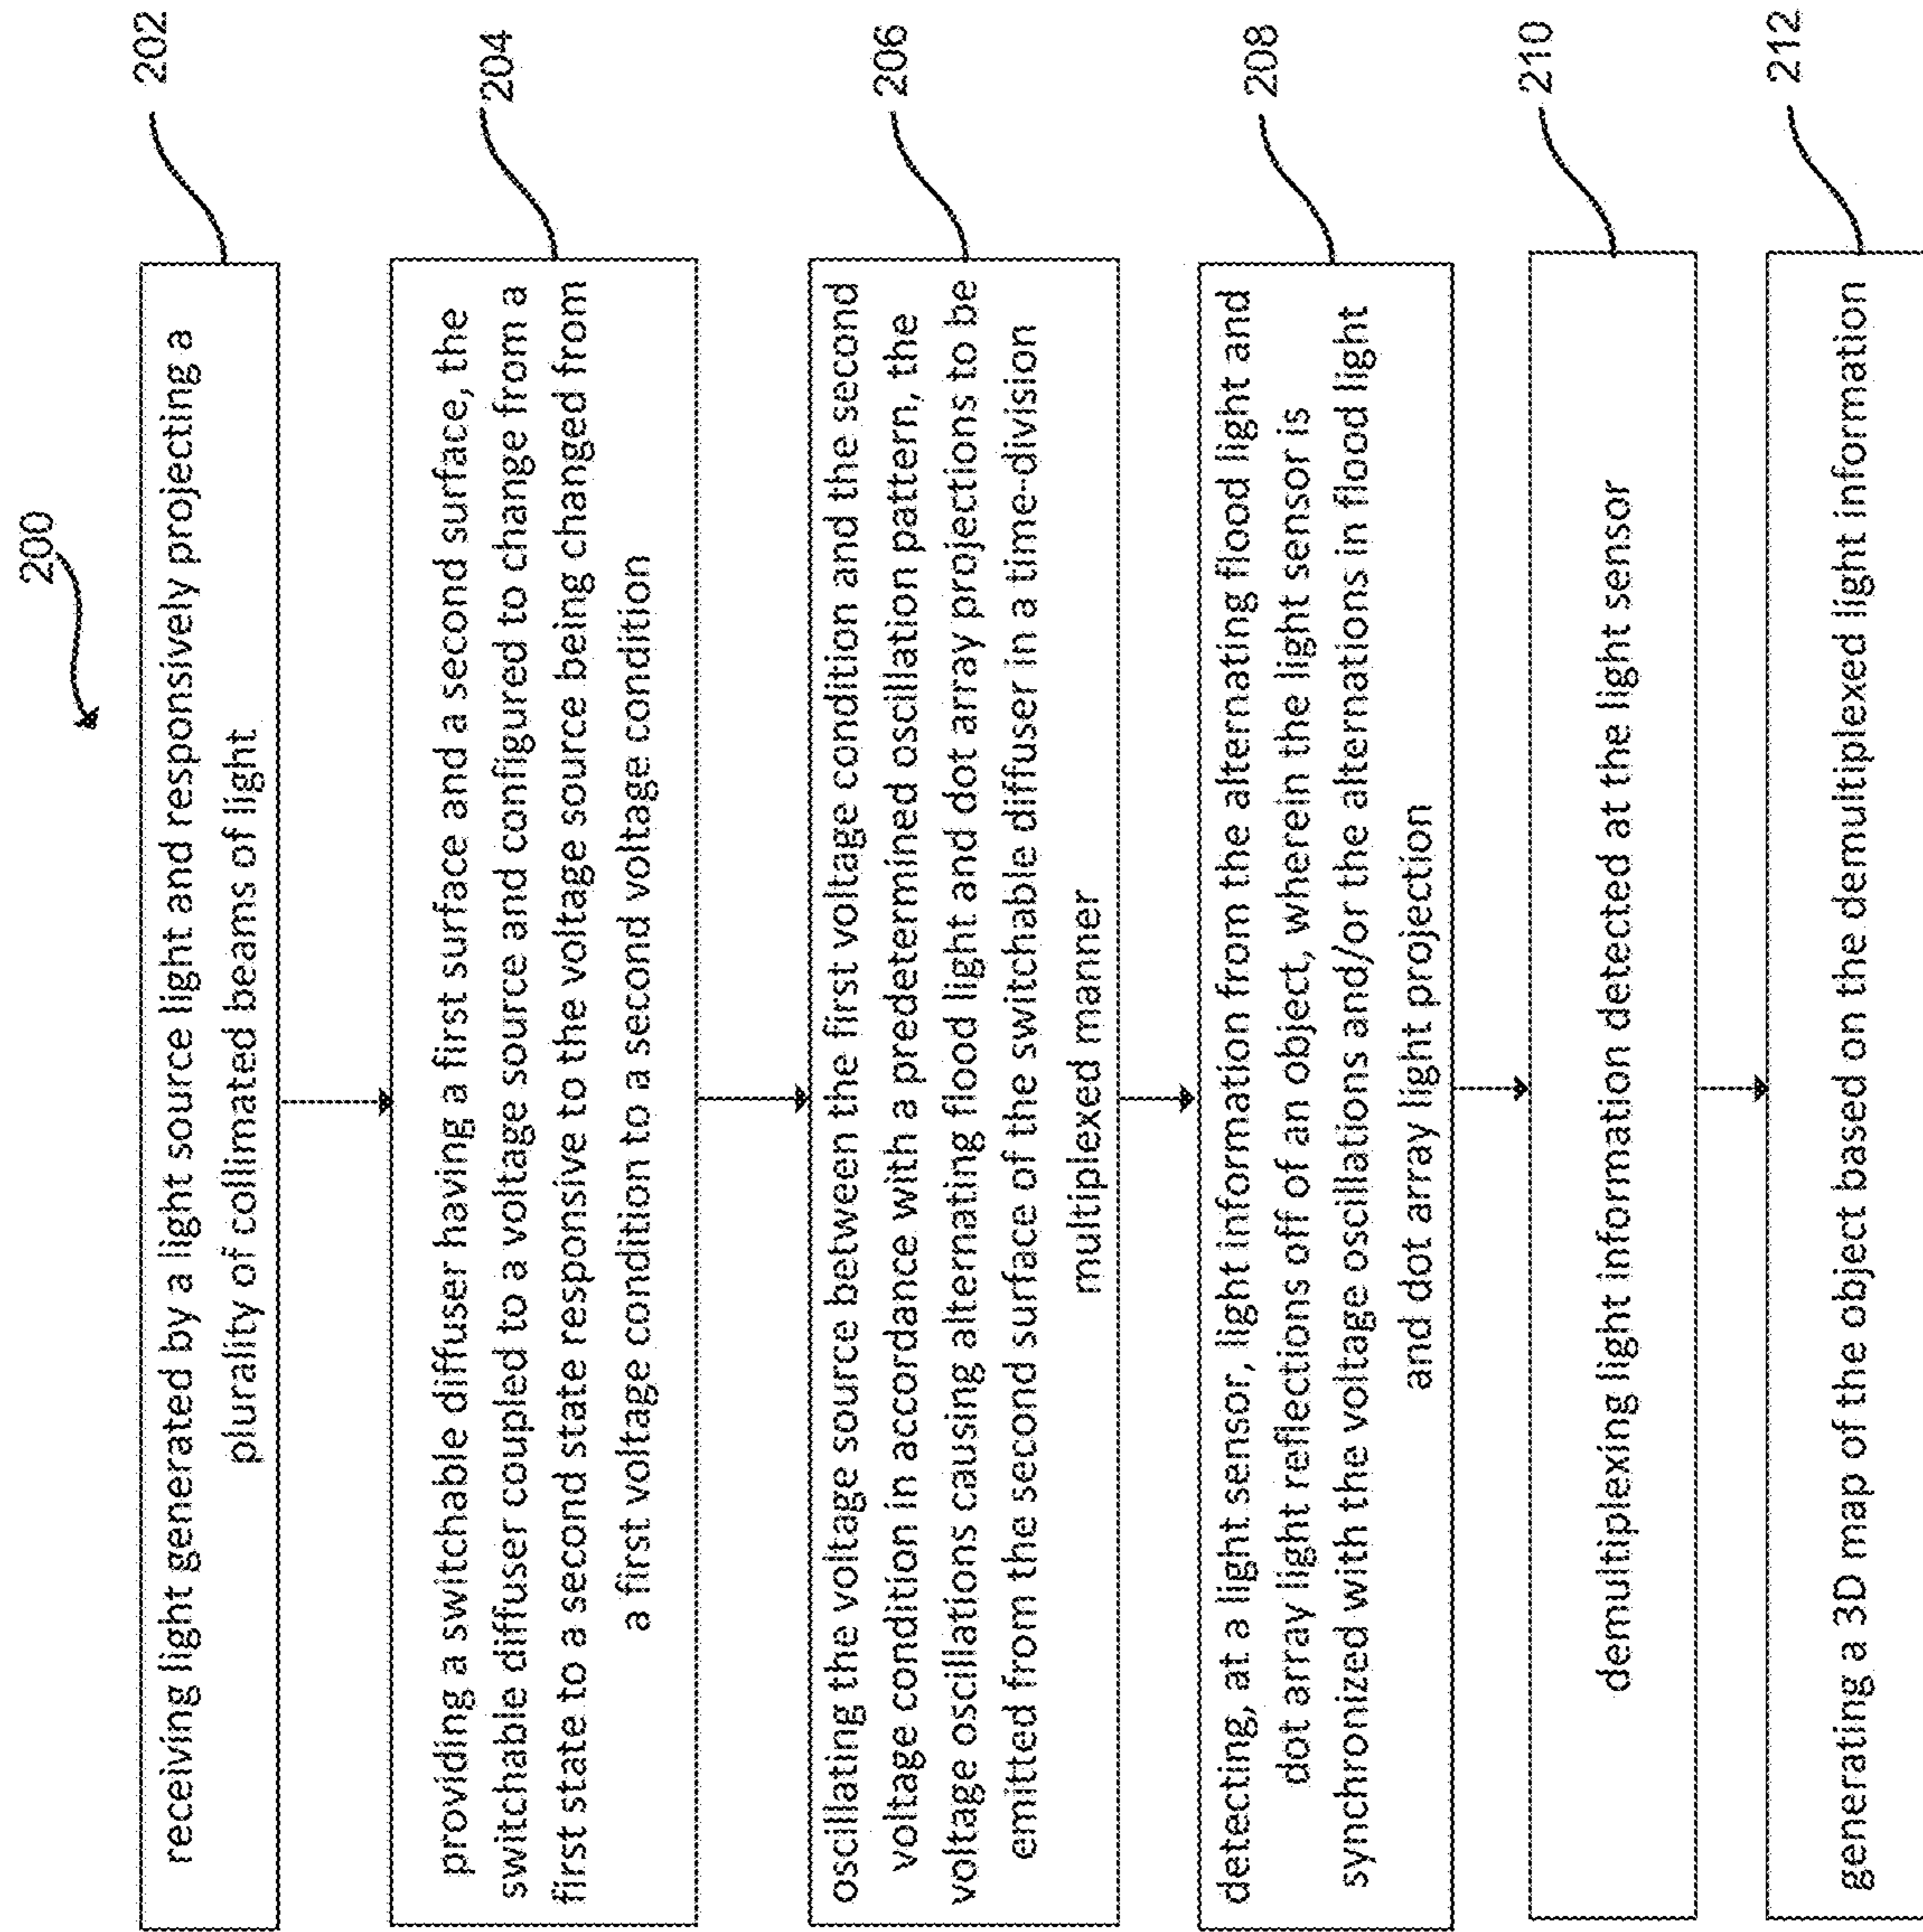 200
receiving light generated by a light source light and responsively projecting a
plurality of collimated beams of light
202
providing a switchable diffuser having a first surface and a second surface, the
switchable diffuser coupled to a voltage source and configured to change from a
first state to a second state responsive to the voltage source being changed from
a first voltage condition to a second voltage condition
204
oscillating the voltage source between the first voltage condition and the second
voltage condition in accordance with a predetermined oscillation pattern, the
voltage oscillations causing alternating flood light and dot array projections to be
emitted from the second surface of the switchable diffuser in a time-division
multiplexed manner
206
detecting, at a light sensor, light information from the alternating flood light and
dot array light reflections off of an object, wherein the light sensor is
synchronized with the voltage oscillations and/or the alternations in flood light
and dot array light projection
208
demultiplexing light information detected at the light sensor
210
generating a 3D map of the object based on the demultiplexed light information
212